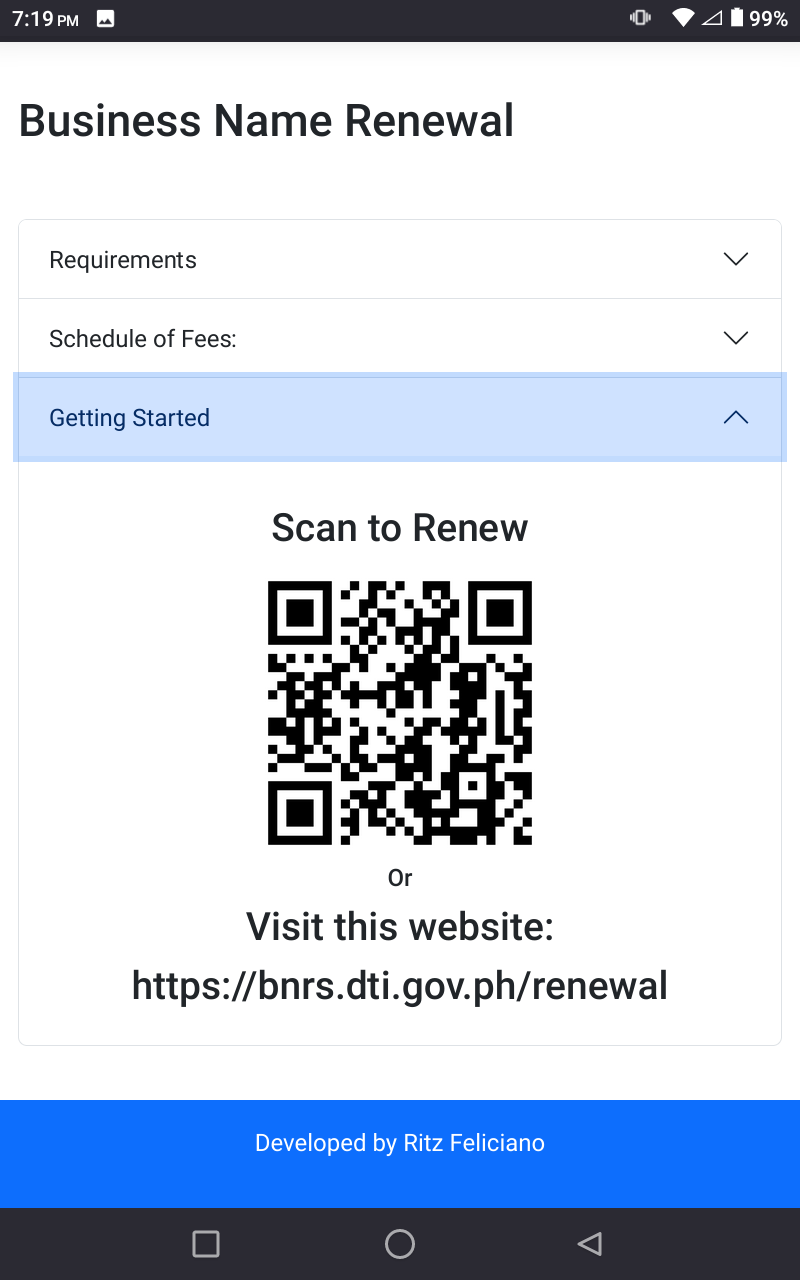 7:19 PM
99%
Business Name Renewal
Requirements
Schedule of Fees:
Getting Started
Scan to Renew
Or
Visit this website:
https://bnrs.dti.gov.ph/renewal
Developed by Ritz Feliciano